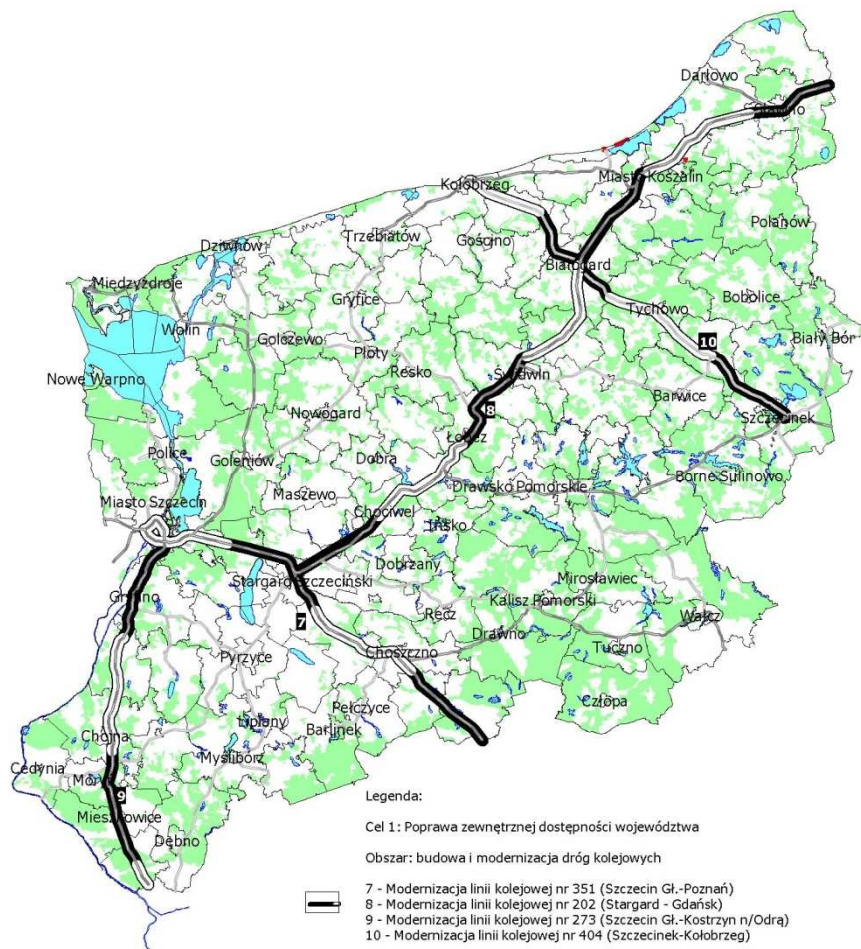 Darłowo
Sławno
Miasto Koszalin
Kołobrzeg
Polanów
Gościno
Trzebiatów
Dziwnów
Białogard
Międzyzdroje
Bobolice
Gryfice
Tychowo
Wolin
Golczewo
10
Biały Bór
Płoty
Resko
Świdwin
Nowe Warpno
Barwice
8
Nowogard
Szczecinek
Łobez
Police
Goleniów
Dobra
Borne Sulinowo
Maszewo
Drawsko Pomorskie
Miasto Szczecin
Chociwel
Ińsko
Dobrzany
Stargard Szczeciński
Mirosławiec
Gryfino
Kalisz Pomorski
Recz
Wałcz
7
Drawno
Tuczno
Pyrzyce
Choszczno
Człopa
Pełczyce
Lipiany
Barlinek
Chojna
Myślibórz
Cedynia
Moryń
9
Mieszkowice
Dębno
Legenda:
Cel 1: Poprawa zewnętrznej dostępności województwa
Obszar: budowa i modernizacja dróg kolejowych
7 - Modernizacja linii kolejowej nr 351 (Szczecin Gł.-Poznań)
8 - Modernizacja linii kolejowej nr 202 (Stargard - Gdańsk)
9 - Modernizacja linii kolejowej nr 273 (Szczecin Gł.-Kostrzyn n/Odrą)
10 - Modernizacja linii kolejowej nr 404 (Szczecinek-Kołobrzeg)